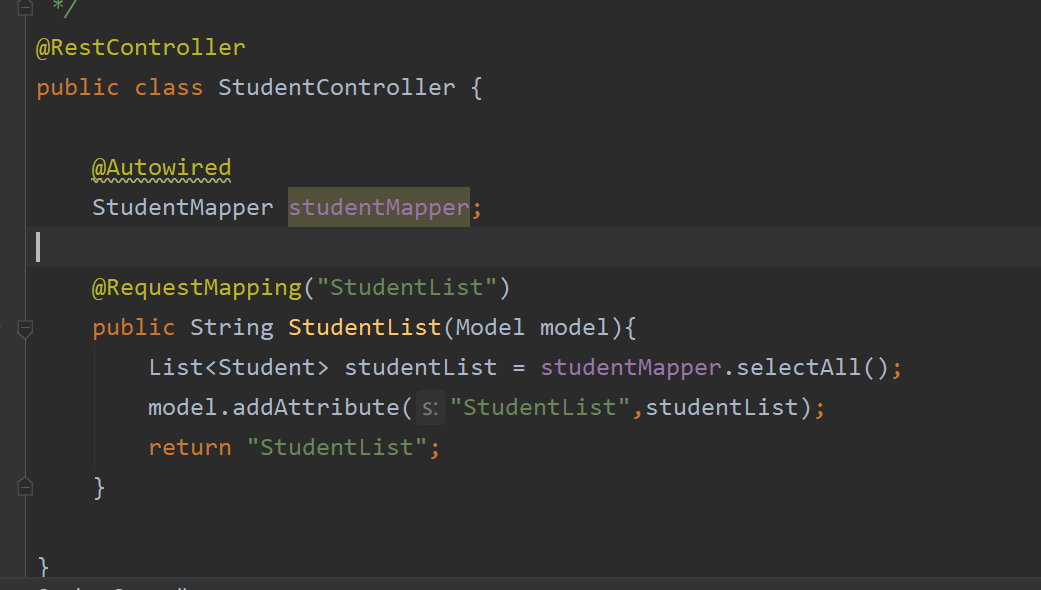 */
@RestController
public class StudentController {
@Autowired
StudentMapper studentMapper;
@RequestMapping("StudentList")
public String StudentList(Model model){
List<Student> studentList = studentMapper.selectAll();
model.addAttribute( s: "StudentList",studentList);
return "StudentList";
}
}